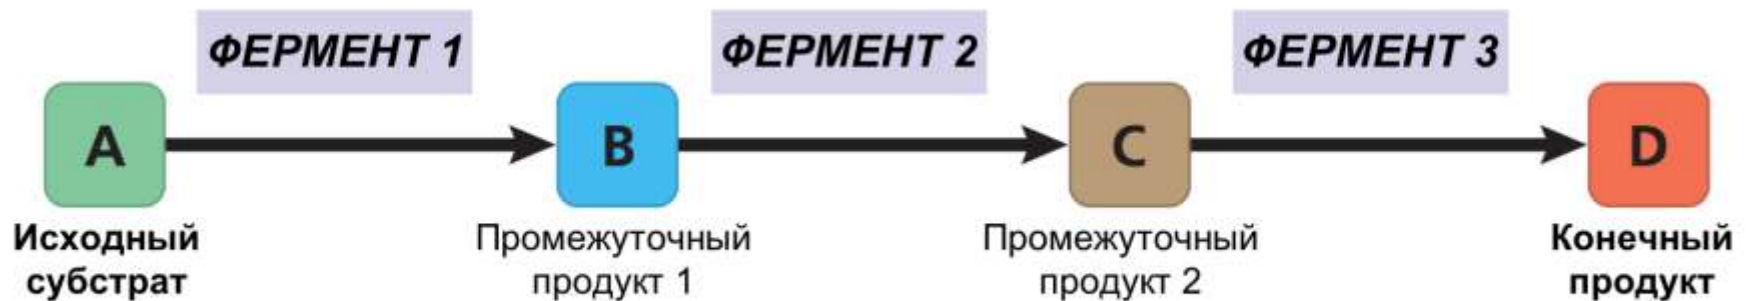 ФЕРМЕНТ 1
ФЕРМЕНТ 2
ФЕРМЕНТ 3
A
B
C
D
Исходный
субстрат
Промежуточный
продукт 1
Промежуточный
продукт 2
Конечный
продукт